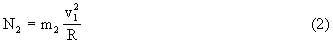 N₂ = m₂ v₁²/R (2)